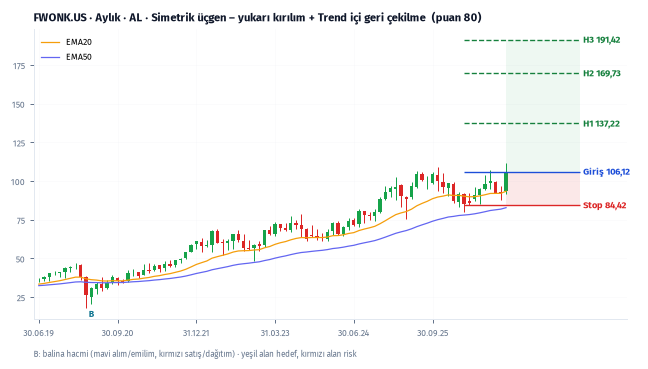 FWONK.US · Aylık · AL · Simetrik üçgen – yukarı kırılım + Trend içi geri çekilme (puan 80)
EMA20
EMA50
H3 191,42
H2 169,73
H1 137,22
Giriş 106,12
Stop 84,42
175
150
125
100
75
50
25
B
30.06.19
30.09.20
31.12.21
31.03.23
30.06.24
30.09.25
B: balina hacmi (mavi alım/emilim, kırmızı satış/dağıtım) · yeşil alan hedef, kırmızı alan risk